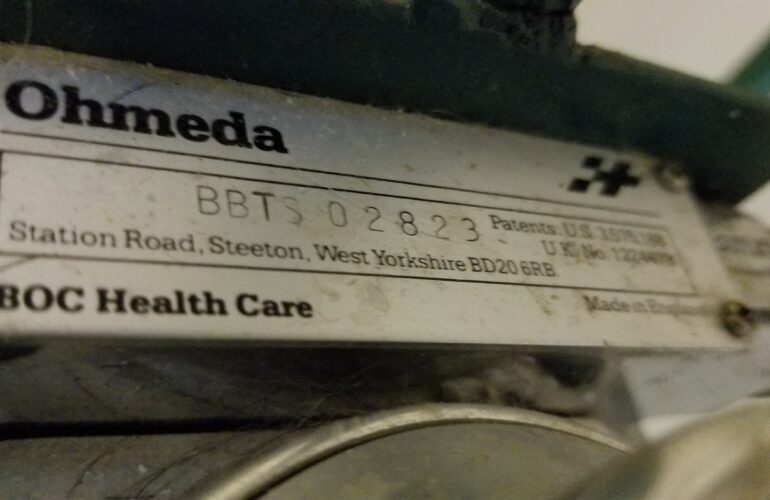 Ohmeda
BBTS 02823
Patents: U.S.
U.K. No.
Station Road, Steeton, West Yorkshire BD20 6RB
BOC Health Care
Made in England